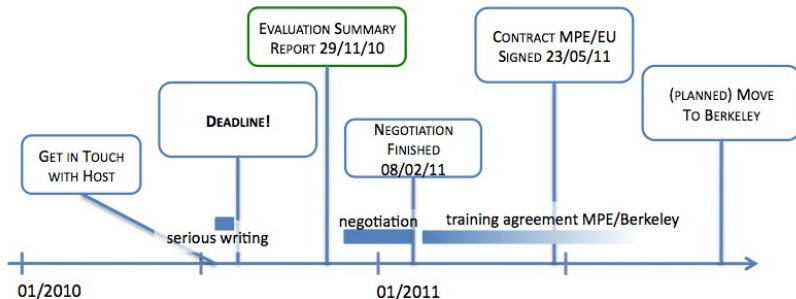 EVALUATION SUMMARY
REPORT 29/11/10
CONTRACT MPE/EU
SIGNED 23/05/11
(PLANNED) MOVE
TO BERKELEY
DEADLINE!
NEGOTIATION
FINISHED
08/02/11
GET IN TOUCH
WITH HOST
serious writing
negotiation
training agreement MPE/Berkeley
01/2010
01/2011